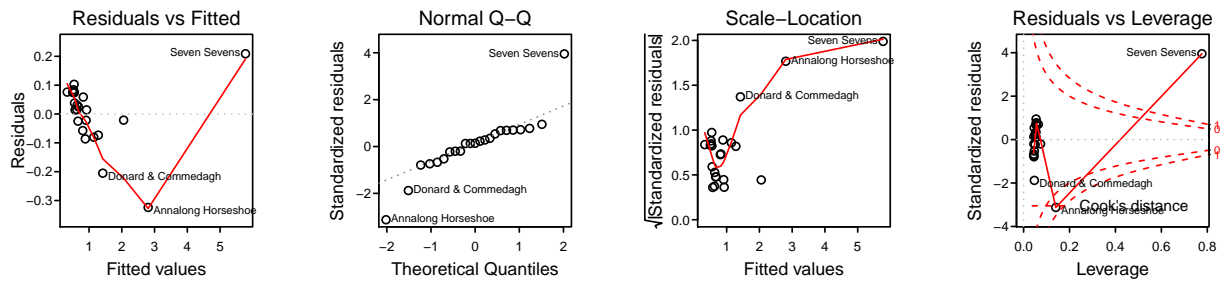 Residuals vs Fitted
Residuals
0.2
0.1
0.0
−0.1
−0.2
−0.3
Seven Sevens
Donard & Commedagh
Annalong Horseshoe
1 2 3 4 5
Fitted values
Normal Q−Q
Standardized residuals
4
2
0
−2
Seven Sevens
Donard & Commedagh
Annalong Horseshoe
−2 −1 0 1 2
Theoretical Quantiles
Scale−Location
√|Standardized residuals|
2.0
1.5
1.0
0.5
0.0
Seven Sevens
Annalong Horseshoe
Donard & Commedagh
1 2 3 4 5
Fitted values
Residuals vs Leverage
Standardized residuals
4
2
0
−2
−4
Seven Sevens
Donard & Commedagh
Annalong Horseshoe
Cook's distance
0.0 0.2 0.4 0.6 0.8
Leverage